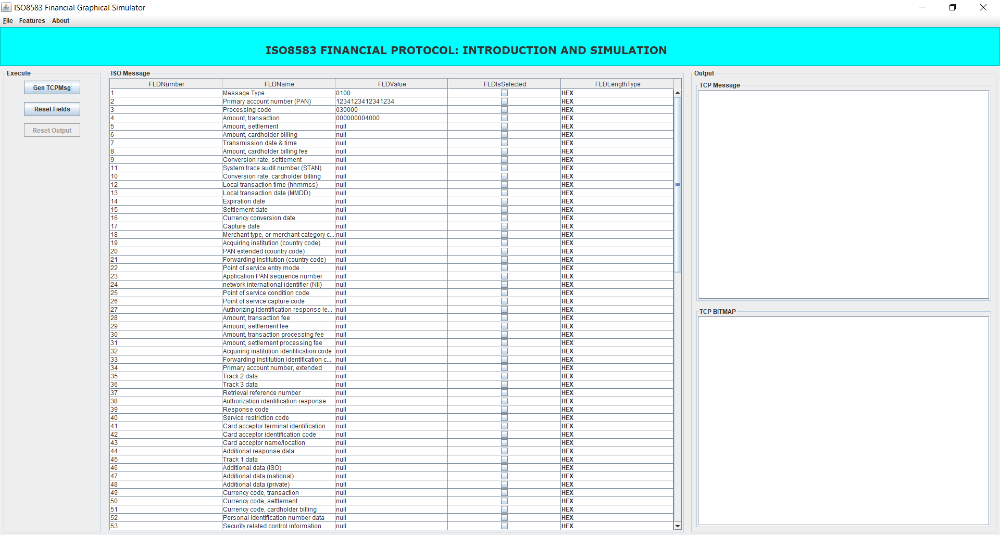 ISO8583 Financial Graphical Simulator
File Features About
ISO8583 FINANCIAL PROTOCOL: INTRODUCTION AND SIMULATION
Execute
Gen TCPMsg
Reset Fields
Reset Output
ISO Message
FLDNumber FLDName FLDValue FLDIsSelected FLDLengthType
1 Message Type 0100 HEX
2 Primary account number (PAN) 1234123412341234 HEX
3 Processing code 030000 HEX
4 Amount, transaction 000000004000 HEX
5 Amount, settlement null HEX
6 Amount, cardholder billing null HEX
7 Transmission date & time null HEX
8 Amount, cardholder billing fee null HEX
9 Conversion rate, settlement null HEX
11 System trace audit number (STAN) null HEX
10 Conversion rate, cardholder billing null HEX
12 Local transaction time (hhmmss) null HEX
13 Local transaction date (MMDD) null HEX
14 Expiration date null HEX
15 Settlement date null HEX
16 Currency conversion date null HEX
17 Capture date null HEX
18 Merchant type, or merchant category c... null HEX
19 Acquiring institution (country code) null HEX
20 PAN extended (country code) null HEX
21 Forwarding institution (country code) null HEX
22 Point of service entry mode null HEX
23 Application PAN sequence number null HEX
24 network international identifier (NII) null HEX
25 Point of service condition code null HEX
26 Point of service capture code null HEX
27 Authorizing identification response le... null HEX
28 Amount, transaction fee null HEX
29 Amount, settlement fee null HEX
30 Amount, transaction processing fee null HEX
31 Amount, settlement processing fee null HEX
32 Acquiring institution identification code null HEX
33 Forwarding institution identification c... null HEX
34 Primary account number, extended null HEX
35 Track 2 data null HEX
36 Track 3 data null HEX
37 Retrieval reference number null HEX
38 Authorization identification response null HEX
39 Response code null HEX
40 Service restriction code null HEX
41 Card acceptor terminal identification null HEX
42 Card acceptor identification code null HEX
43 Card acceptor name/location null HEX
44 Additional response data null HEX
45 Track 1 data null HEX
46 Additional data (ISO) null HEX
47 Additional data (national) null HEX
48 Additional data (private) null HEX
49 Currency code, transaction null HEX
50 Currency code, settlement null HEX
51 Currency code, cardholder billing null HEX
52 Personal identification number data null HEX
53 Security related control information null HEX
Output
TCP Message
TCP BITMAP